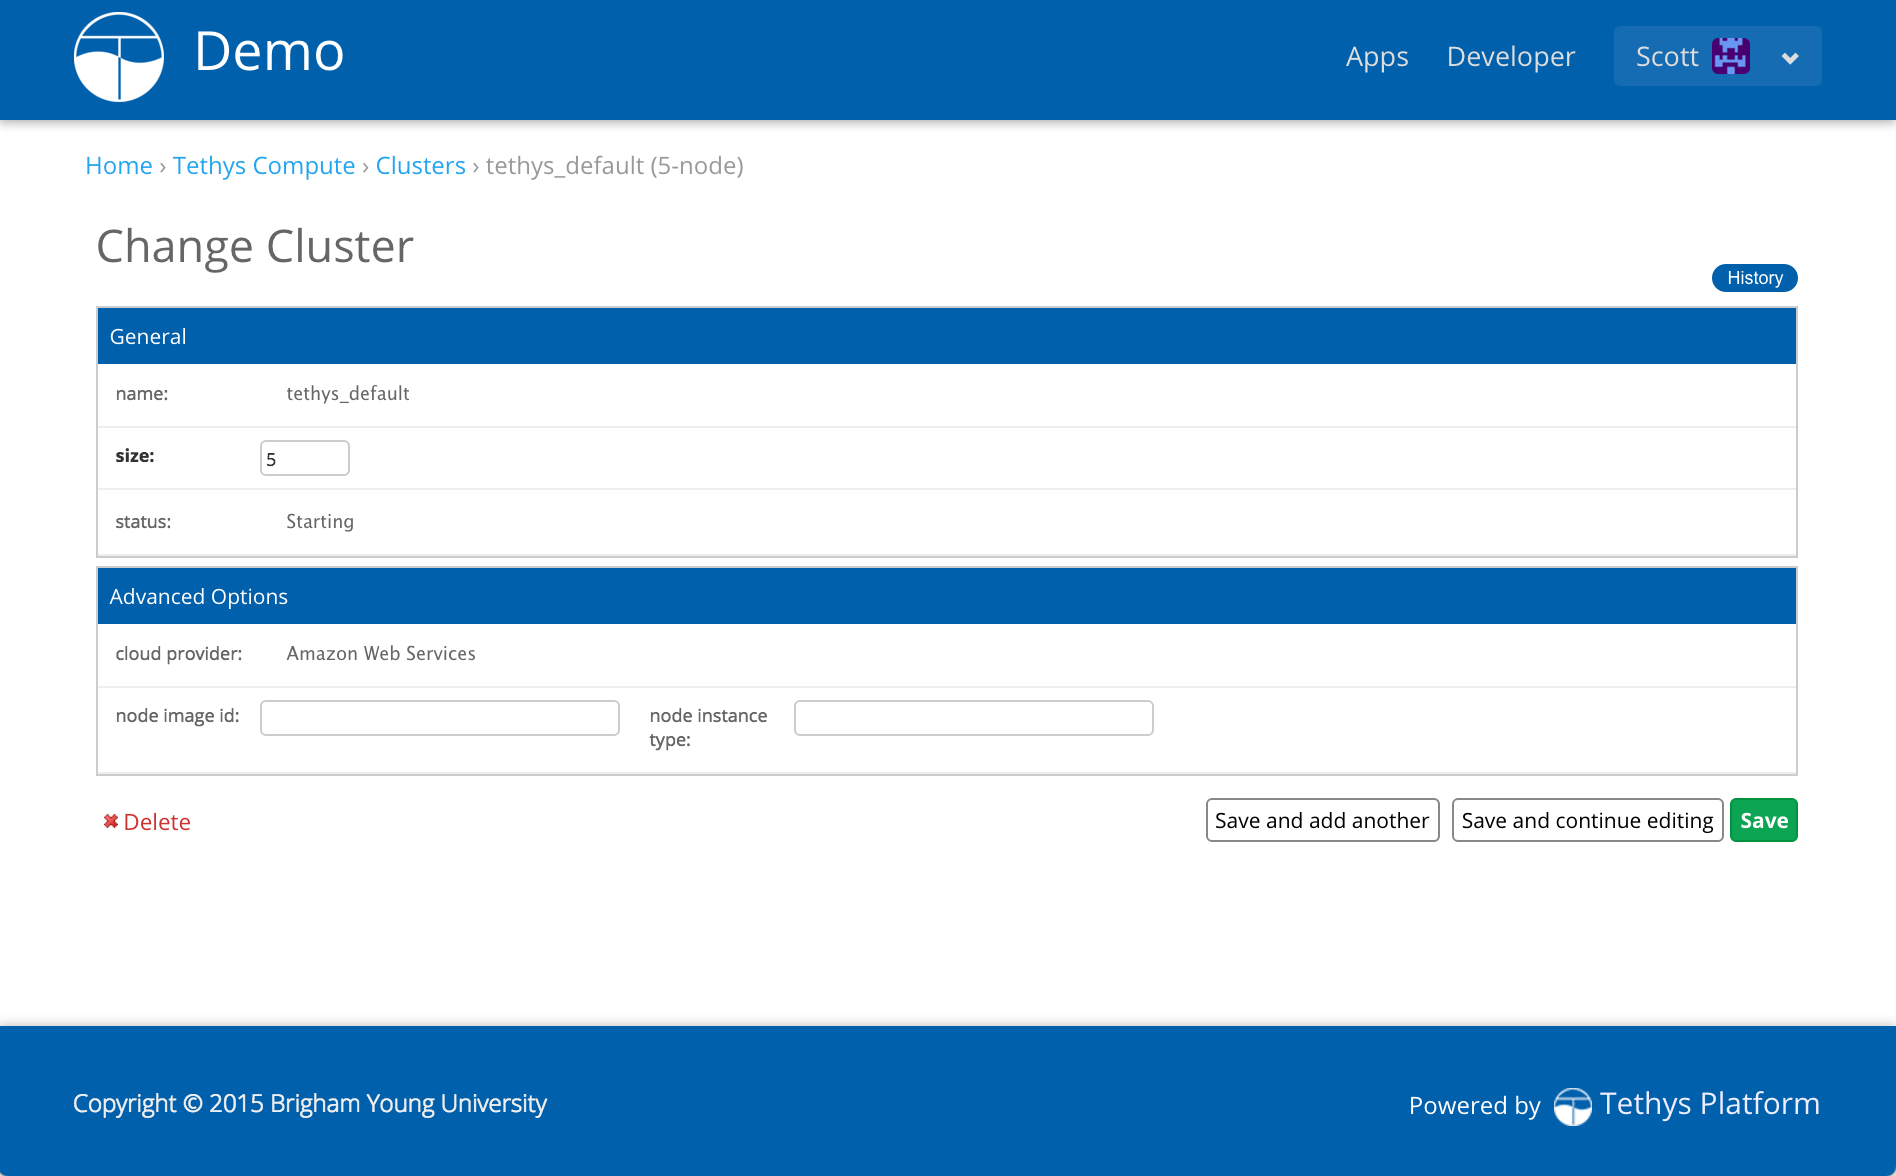 Demo
Apps Developer Scott
Home › Tethys Compute › Clusters › tethys_default (5-node)
Change Cluster
History
General
name: tethys_default
size: 5
status: Starting
Advanced Options
cloud provider: Amazon Web Services
node image id: node instance
type:
Delete Save and add another Save and continue editing Save
Copyright © 2015 Brigham Young University
Powered by Tethys Platform